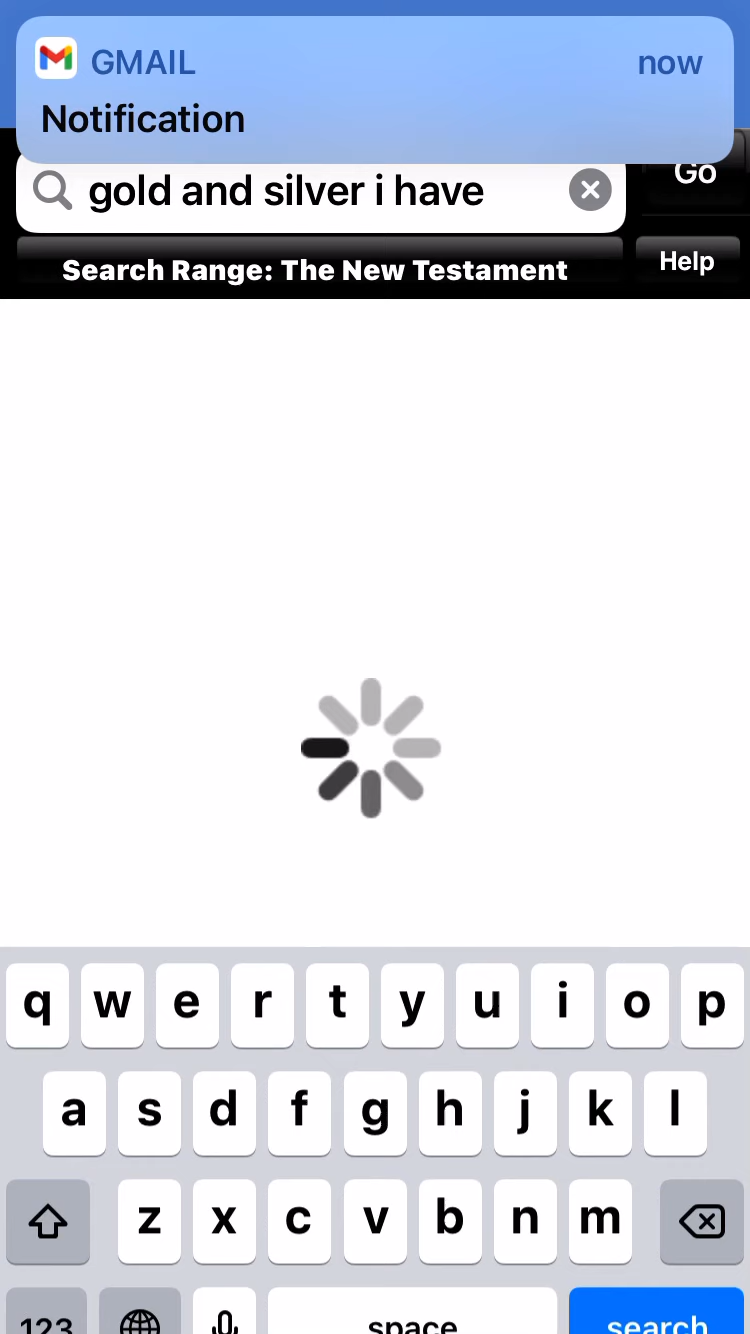 GMAIL now
Notification
gold and silver i have
Go
Search Range: The New Testament
Help
q w e r t y u i o p
a s d f g h j k l
z x c v b n m
123 space search